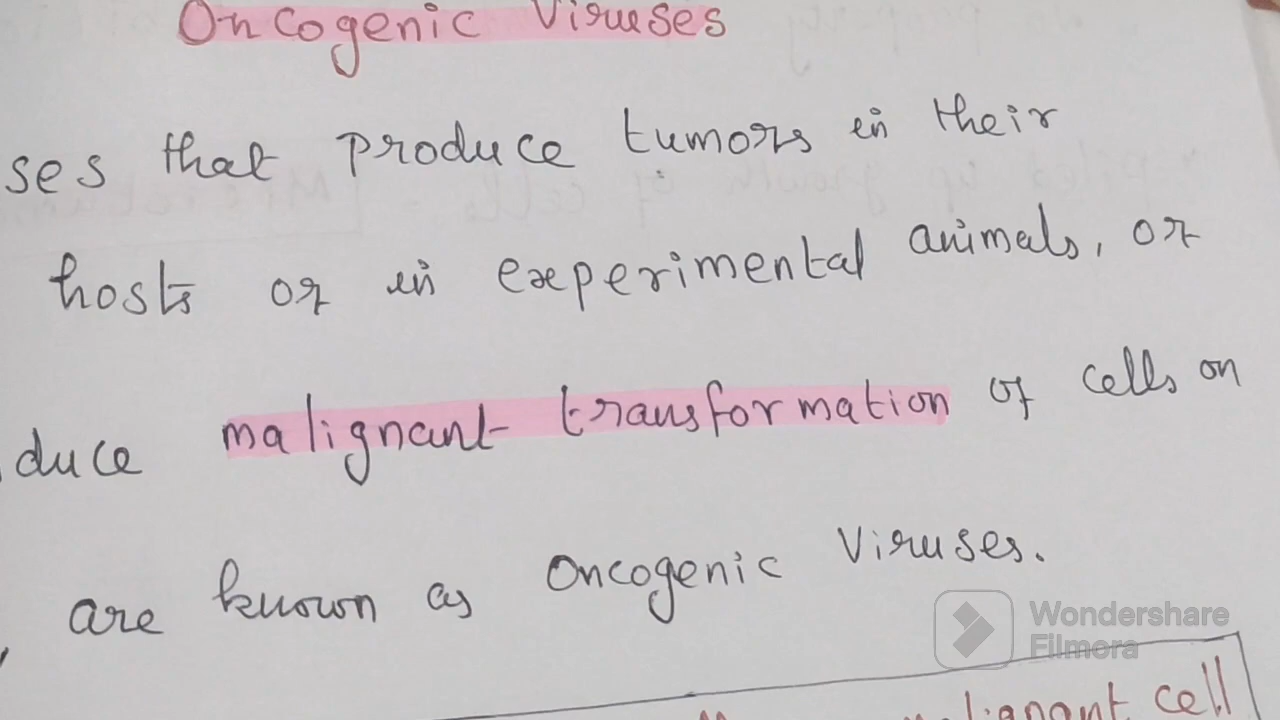 Oncogenic Viruses
ses that produce tumors in their
hosts or in experimental animals, or
duce malignant transformation of cells on
are known as Oncogenic Viruses.
Wondershare
Filmora
malignant cell